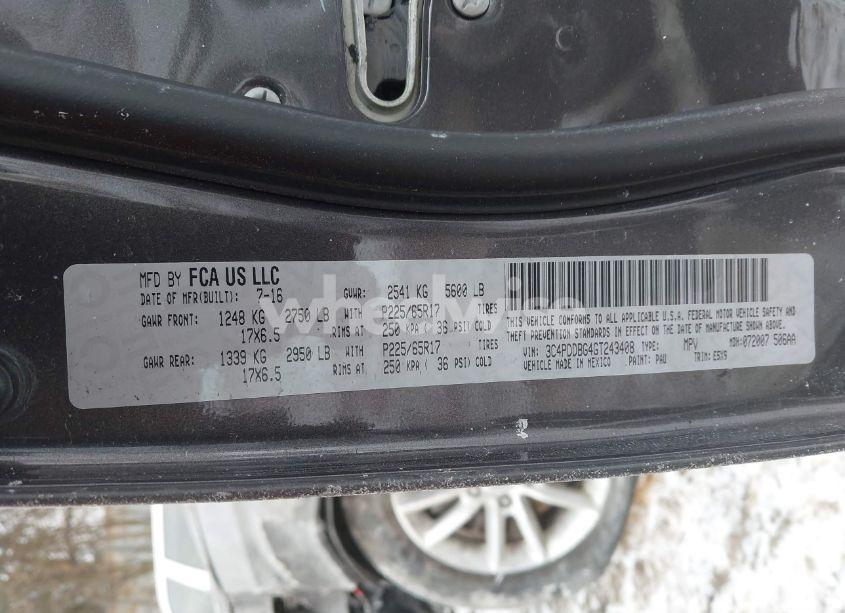 MFD BY FCA US LLC
DATE OF MFR(BUILT): 7-16 GVWR: 2541 KG 5600 LB
GAWR FRONT: 1248 KG 2750 LB WITH P225/65R17 TIRES
17X6.5 RIMS AT 250 KPA( 36 PSI) COLD
GAWR REAR: 1339 KG 2950 LB WITH P225/65R17 TIRES
17X6.5 RIMS AT 250 KPA( 36 PSI) COLD
THIS VEHICLE CONFORMS TO ALL APPLICABLE U.S.A. FEDERAL MOTOR VEHICLE SAFETY AND
THEFT PREVENTION STANDARDS IN EFFECT ON THE DATE OF MANUFACTURE SHOWN ABOVE.
VIN: 3C4PDDBG4GT243408 TYPE: MPV MDH: 072007 506AA
VEHICLE MADE IN MEXICO PAINT: PAU TRIM: E5X9